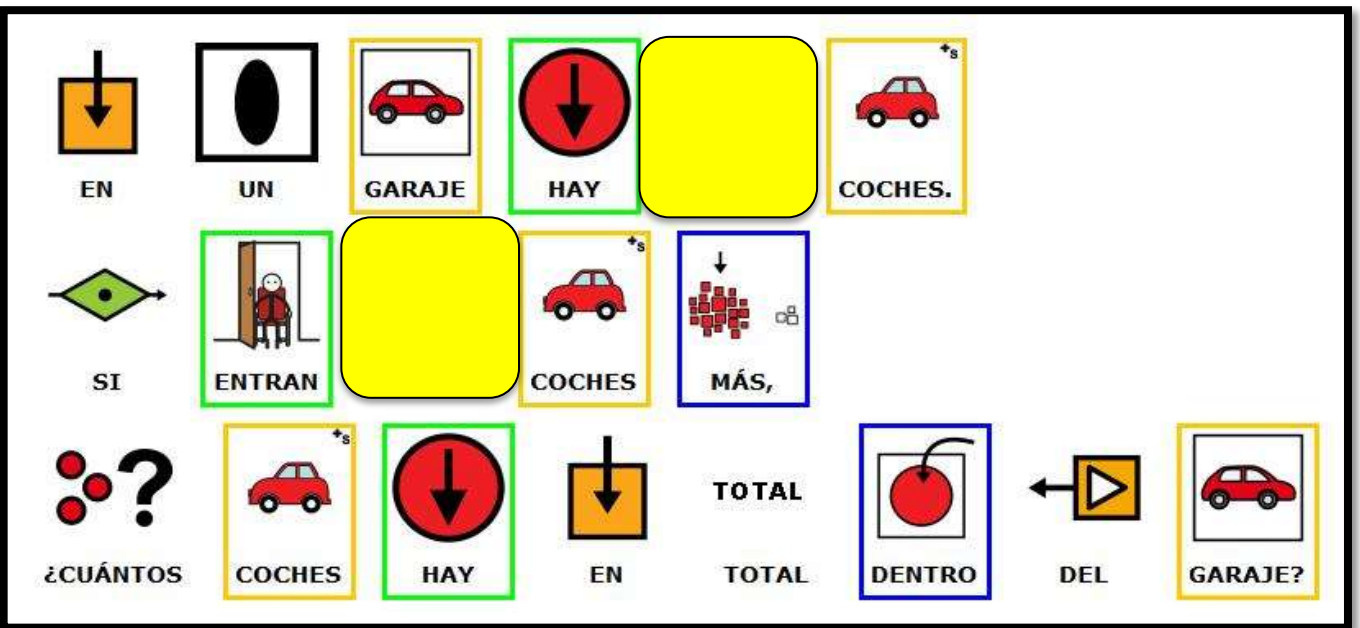 EN UN GARAJE HAY COCHES.
SI ENTRAN COCHES MÁS,
TOTAL
¿CUÁNTOS COCHES HAY EN TOTAL DENTRO DEL GARAJE?